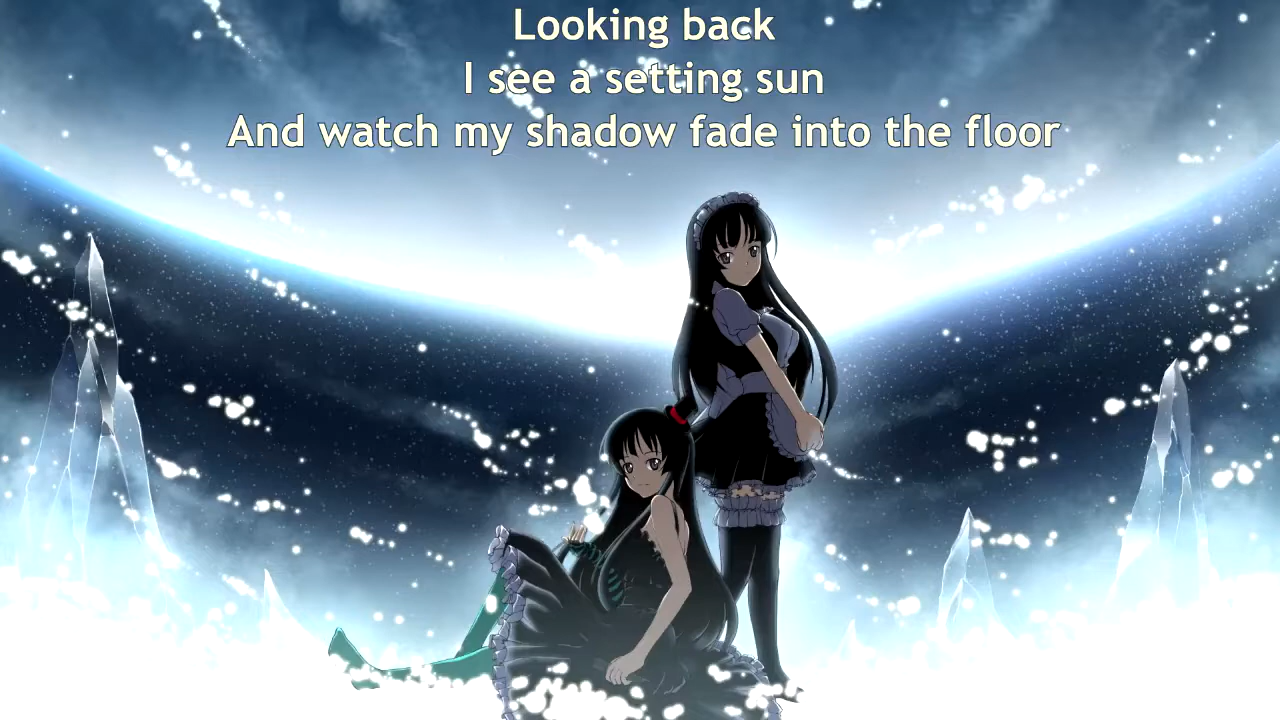 Looking back
I see a setting sun
And watch my shadow fade into the floor